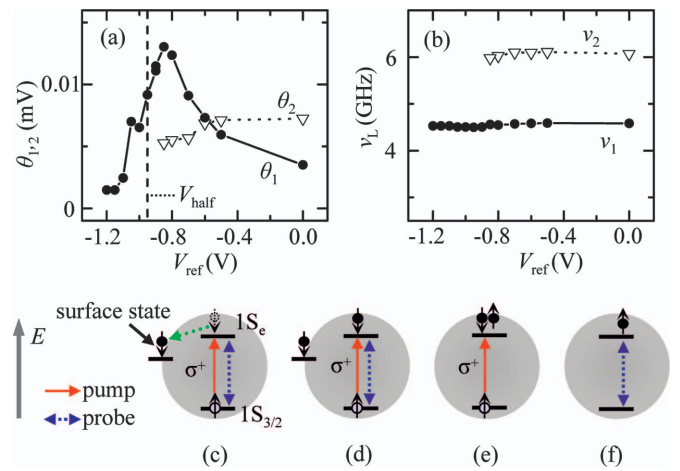 (a)
(b)
0.01
0
θ1,2 (mV)
θ2
θ1
Vhalf
-1.2 -0.8 -0.4 0.0
Vref (V)
6
4
2
0
νL (GHz)
ν2
ν1
-1.2 -0.8 -0.4 0.0
Vref (V)
E
surface state
1Se
σ+
1S3/2
σ+
σ+
pump
probe
(c) (d) (e) (f)